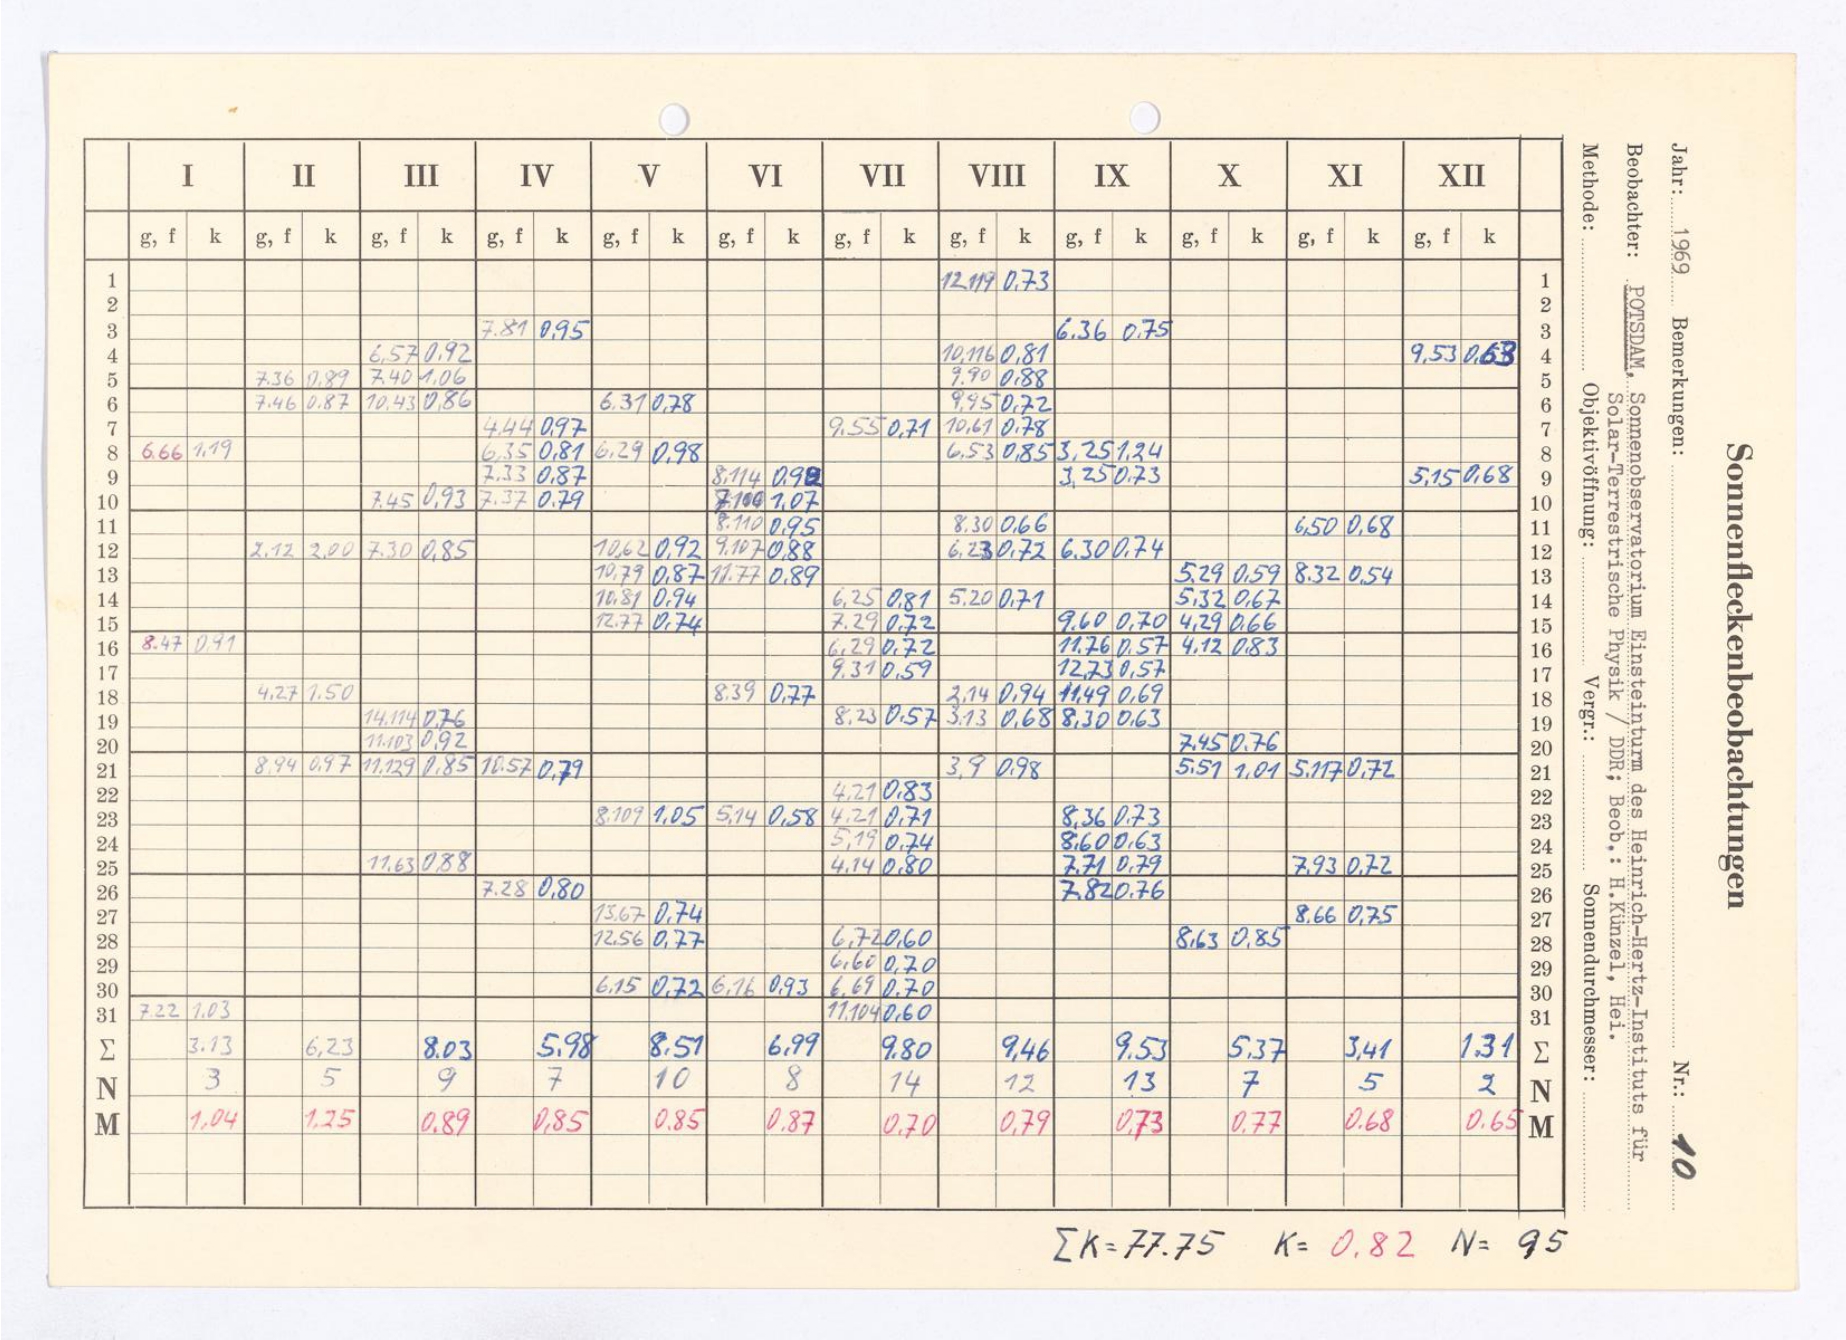 I II III IV V VI VII VIII IX X XI XII
g, f k g, f k g, f k g, f k g, f k g, f k g, f k g, f k g, f k g, f k g, f k g, f k
1 12.119 0.73 1
2 2
3 7.81 0.95 6.36 0.75 3
4 6.57 0.92 10.116 0.81 9.53 0.63 4
5 7.36 0.89 7.40 1.06 9.90 0.88 5
6 7.46 0.87 10.43 0.86 6.31 0.78 9.95 0.72 6
7 4.44 0.97 9.55 0.71 10.61 0.78 7
8 6.66 1.19 6.35 0.81 6.29 0.98 6.53 0.85 3.25 1.24 8
9 7.33 0.87 8.114 3.25 0.73 5.15 0.68 9
10 7.45 0.93 7.37 0.79 1.07 10
11 8.110 0.95 8.30 0.66 6.50 0.68 11
12 2.12 2.00 7.30 0.85 10.62 0.92 9.107 0.88 6.23 0.72 6.30 0.74 12
13 10.79 0.87 11.77 0.89 5.29 0.59 8.32 0.54 13
14 10.81 0.94 6.25 0.81 5.20 0.71 5.32 0.67 14
15 12.77 0.74 7.29 0.72 9.60 0.70 4.29 0.66 15
16 8.47 0.91 6.29 0.72 11.76 0.57 4.12 0.83 16
17 9.31 0.59 12.73 0.57 17
18 4.27 1.50 8.39 0.77 2.14 0.94 11.49 0.69 18
19 14.114 0.76 8.23 0.57 3.13 0.68 8.30 0.63 19
20 11.103 0.92 7.45 0.76 20
21 8.94 0.97 11.129 0.85 10.57 0.79 3.9 0.98 5.51 1.01 5.117 0.72 21
22 4.21 0.83 22
23 8.109 1.05 5.14 0.58 4.21 0.71 8.36 0.73 23
24 5.19 0.74 8.60 0.63 24
25 11.63 0.88 4.14 0.80 7.71 0.79 7.93 0.72 25
26 7.28 0.80 7.82 0.76 26
27 13.67 0.74 8.66 0.75 27
28 12.56 0.77 6.72 0.60 8.63 0.85 28
29 6.60 0.70 29
30 6.15 0.72 6.16 0.93 6.69 0.70 30
31 7.22 1.03 11.104 0.60 31
Σ 3.13 6.23 8.03 5.98 8.51 6.99 9.80 9.46 9.53 5.37 3.41 1.31 Σ
N 3 5 9 7 10 8 14 12 13 7 5 2 N
M 1.04 1.25 0.89 0.85 0.85 0.87 0.70 0.79 0.73 0.77 0.68 0.65 M
ΣK=77.75 K= 0.82 N= 95
Sonnenfleckenbeobachtungen
Jahr: 1969 Bemerkungen: Nr.: 10
Beobachter: POTSDAM, Sonnenobservatorium Einsteinturm des Heinrich-Hertz-Instituts für
Solar-Terrestrische Physik / DDR; Beob.: H.Künzel, Hei.
Methode: Objektivöffnung: Vergr.: Sonnendurchmesser: